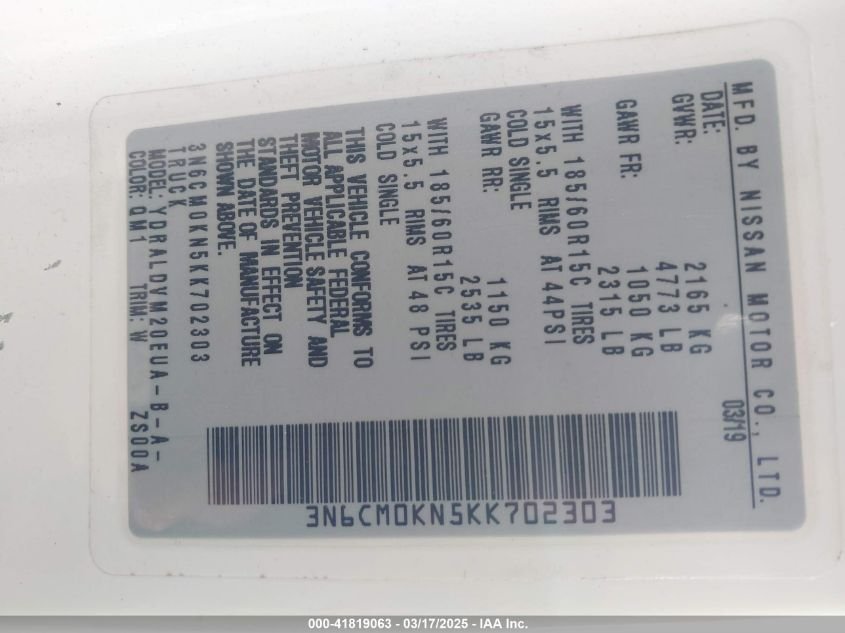 MFD. BY NISSAN MOTOR CO., LTD.
DATE: 03/19
GVWR: 2165 KG
4773 LB
GAWR FR: 1050 KG
2315 LB
WITH 185/60R15C TIRES
15x5.5 RIMS AT 44PSI
COLD SINGLE
GAWR RR: 1150 KG
2535 LB
WITH 185/60R15C TIRES
15x5.5 RIMS AT 48 PSI
COLD SINGLE
THIS VEHICLE CONFORMS TO
ALL APPLICABLE FEDERAL
MOTOR VEHICLE SAFETY AND
THEFT PREVENTION
STANDARDS IN EFFECT ON
THE DATE OF MANUFACTURE
SHOWN ABOVE.
3N6CM0KN5KK702303
TRUCK
MODEL: YDRALDYM20EUA-B-A-
COLOR: QM1 TRIM: W ZS00A
3N6CM0KN5KK702303
000-41819063 - 03/17/2025 - IAA Inc.